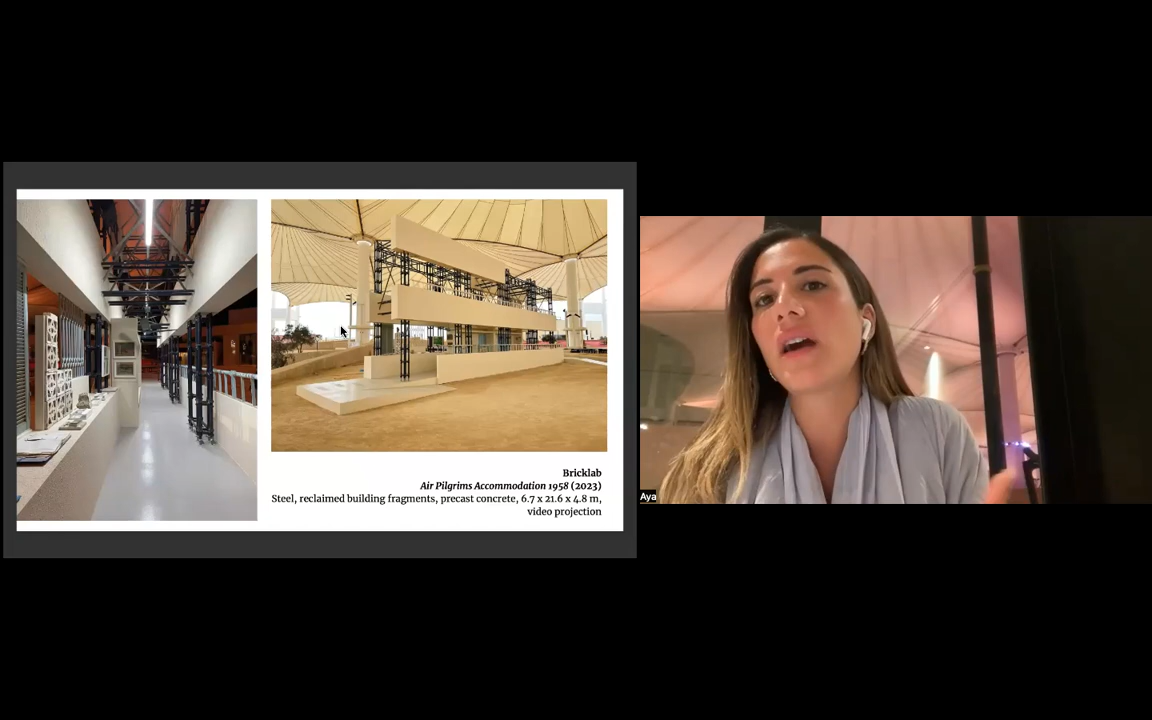 Bricklab
Air Pilgrims Accommodation 1958 (2023)
Steel, reclaimed building fragments, precast concrete, 6.7 x 21.6 x 4.8 m,
video projection
Aya